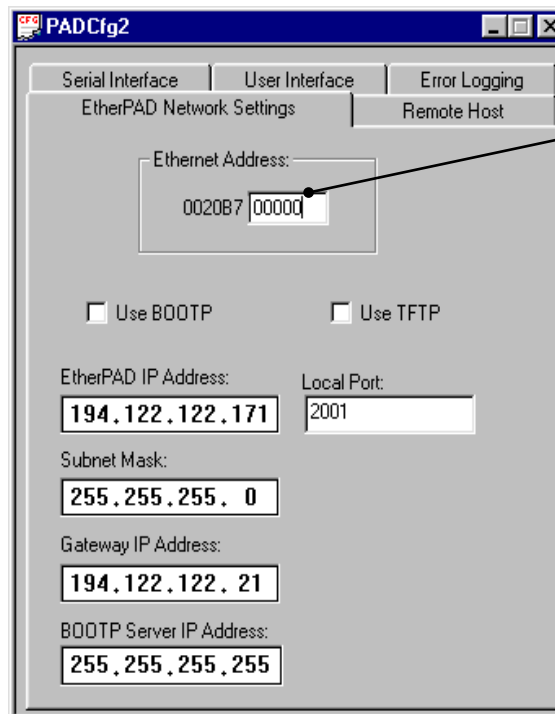 CFG PADCfg2
Serial Interface User Interface Error Logging
EtherPAD Network Settings Remote Host
Ethernet Address:
0020B7 00000
Use BOOTP Use TFTP
EtherPAD IP Address: Local Port:
194.122.122.171 2001
Subnet Mask:
255.255.255. 0
Gateway IP Address:
194.122.122. 21
BOOTP Server IP Address:
255.255.255.255